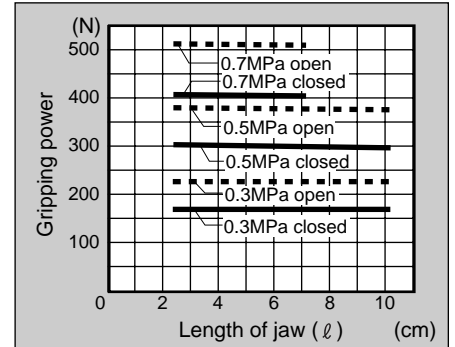 (N)
500
0.7MPa open
0.7MPa closed
400
0.5MPa open
300
0.5MPa closed
200
0.3MPa open
0.3MPa closed
100
Gripping power
0 2 4 6 8 10
Length of jaw (ℓ) (cm)